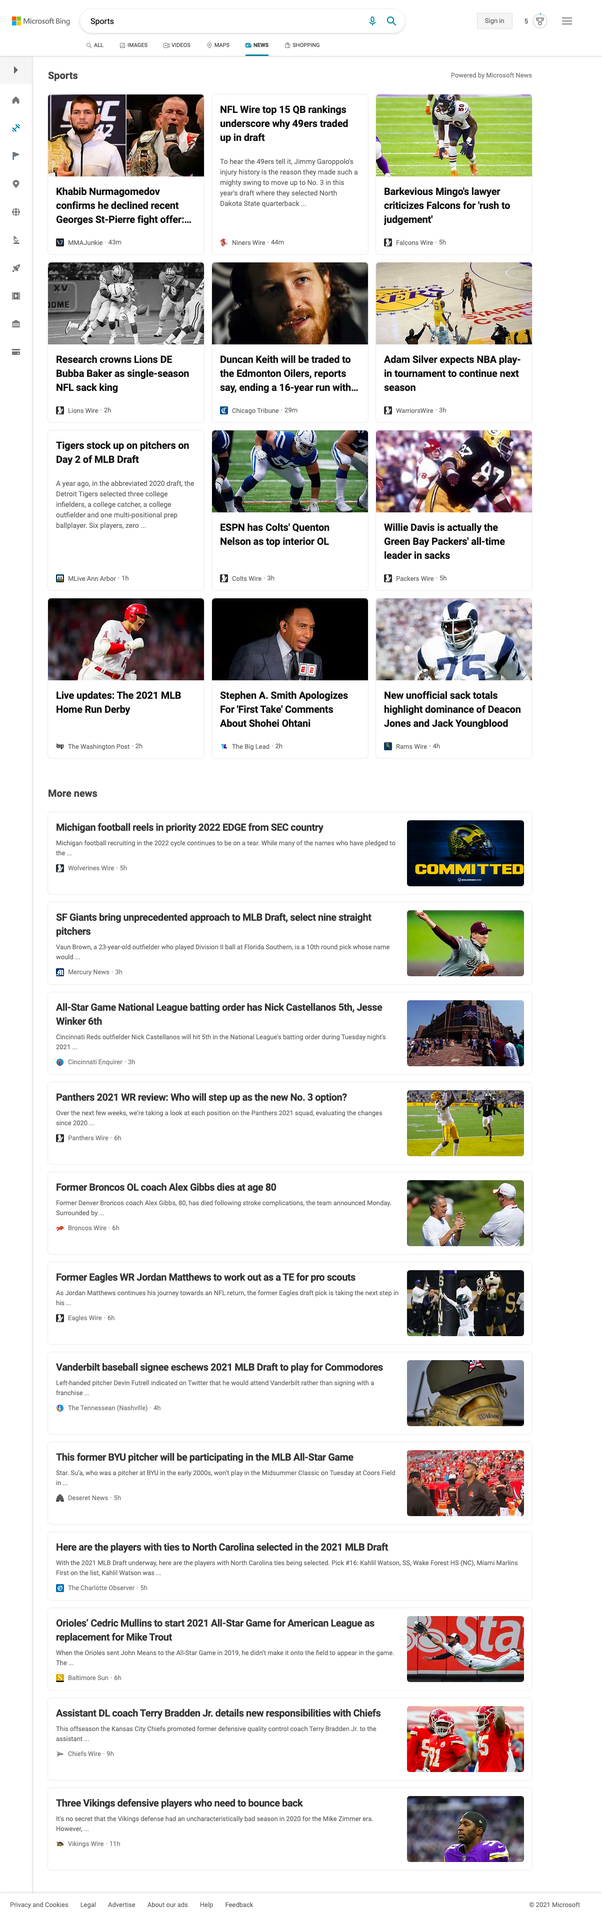 Microsoft Bing
Sports
Sign in
5
ALL
IMAGES
VIDEOS
MAPS
NEWS
SHOPPING
Sports
Powered by Microsoft News
Khabib Nurmagomedov
confirms he declined recent
Georges St-Pierre fight offer:...
MMAJunkie · 43m
NFL Wire top 15 QB rankings
underscore why 49ers traded
up in draft
To hear the 49ers tell it, Jimmy Garoppolo's
injury history is the reason they made such a
mighty swing to move up to No. 3 in this
year's draft where they selected North
Dakota State quarterback ...
Niners Wire · 44m
Barkevious Mingo's lawyer
criticizes Falcons for 'rush to
judgement'
Falcons Wire · 5h
Research crowns Lions DE
Bubba Baker as single-season
NFL sack king
Lions Wire · 2h
Duncan Keith will be traded to
the Edmonton Oilers, reports
say, ending a 16-year run with...
Chicago Tribune · 29m
Adam Silver expects NBA play-
in tournament to continue next
season
WarriorsWire · 3h
Tigers stock up on pitchers on
Day 2 of MLB Draft
A year ago, in the abbreviated 2020 draft, the
Detroit Tigers selected three college
infielders, a college catcher, a college
outfielder and one multi-positional prep
ballplayer. Six players, zero ...
MLive Ann Arbor · 1h
ESPN has Colts' Quenton
Nelson as top interior OL
Colts Wire · 3h
Willie Davis is actually the
Green Bay Packers' all-time
leader in sacks
Packers Wire · 5h
Live updates: The 2021 MLB
Home Run Derby
The Washington Post · 2h
Stephen A. Smith Apologizes
For 'First Take' Comments
About Shohei Ohtani
The Big Lead · 2h
New unofficial sack totals
highlight dominance of Deacon
Jones and Jack Youngblood
Rams Wire · 4h
More news
Michigan football reels in priority 2022 EDGE from SEC country
Michigan football recruiting in the 2022 cycle continues to be on a tear. While many of the names who have pledged to
the ...
Wolverines Wire · 5h
COMMITTED
SF Giants bring unprecedented approach to MLB Draft, select nine straight
pitchers
Vaun Brown, a 23-year-old outfielder who played Division II ball at Florida Southern, is a 10th round pick whose name
would ...
Mercury News · 3h
All-Star Game National League batting order has Nick Castellanos 5th, Jesse
Winker 6th
Cincinnati Reds outfielder Nick Castellanos will hit 5th in the National League's batting order during Tuesday night's
2021 ...
Cincinnati Enquirer · 3h
Panthers 2021 WR review: Who will step up as the new No. 3 option?
Over the next few weeks, we're taking a look at each position on the Panthers 2021 squad, evaluating the changes
since 2020 ...
Panthers Wire · 6h
Former Broncos OL coach Alex Gibbs dies at age 80
Former Denver Broncos coach Alex Gibbs, 80, has died following stroke complications, the team announced Monday.
Surrounded by ...
Broncos Wire · 6h
Former Eagles WR Jordan Matthews to work out as a TE for pro scouts
As Jordan Matthews continues his journey towards an NFL return, the former Eagles draft pick is taking the next step in
his ...
Eagles Wire · 6h
Vanderbilt baseball signee eschews 2021 MLB Draft to play for Commodores
Left-handed pitcher Devin Futrell indicated on Twitter that he would attend Vanderbilt rather than signing with a
franchise ...
The Tennessean (Nashville) · 4h
This former BYU pitcher will be participating in the MLB All-Star Game
Star. Su'a, who was a pitcher at BYU in the early 2000s, won't play in the Midsummer Classic on Tuesday at Coors Field
in ...
Deseret News · 5h
Here are the players with ties to North Carolina selected in the 2021 MLB Draft
With the 2021 MLB Draft underway, here are the players with North Carolina ties being selected. Pick #16: Kahlil Watson, SS, Wake Forest HS (NC), Miami Marlins
First on the list, Kahlil Watson was ...
The Charlotte Observer · 5h
Orioles' Cedric Mullins to start 2021 All-Star Game for American League as
replacement for Mike Trout
When the Orioles sent John Means to the All-Star Game in 2019, he didn't make it onto the field to appear in the game.
The ...
Baltimore Sun · 6h
Assistant DL coach Terry Bradden Jr. details new responsibilities with Chiefs
This offseason the Kansas City Chiefs promoted former defensive quality control coach Terry Bradden Jr. to the
assistant ...
Chiefs Wire · 9h
Three Vikings defensive players who need to bounce back
It's no secret that the Vikings defense had an uncharacteristically bad season in 2020 for the Mike Zimmer era.
However, ...
Vikings Wire · 11h
Privacy and Cookies
Legal
Advertise
About our ads
Help
Feedback
© 2021 Microsoft